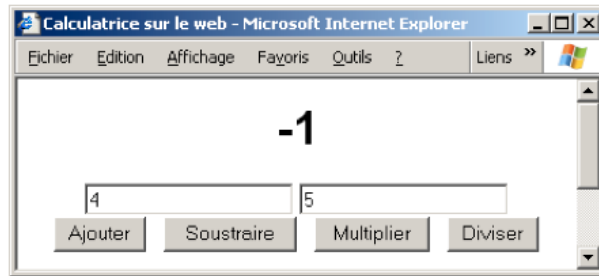 Calculatrice sur le web - Microsoft Internet Explorer
Fichier Edition Affichage Favoris Outils ? Liens »
-1
4 5
Ajouter Soustraire Multiplier Diviser